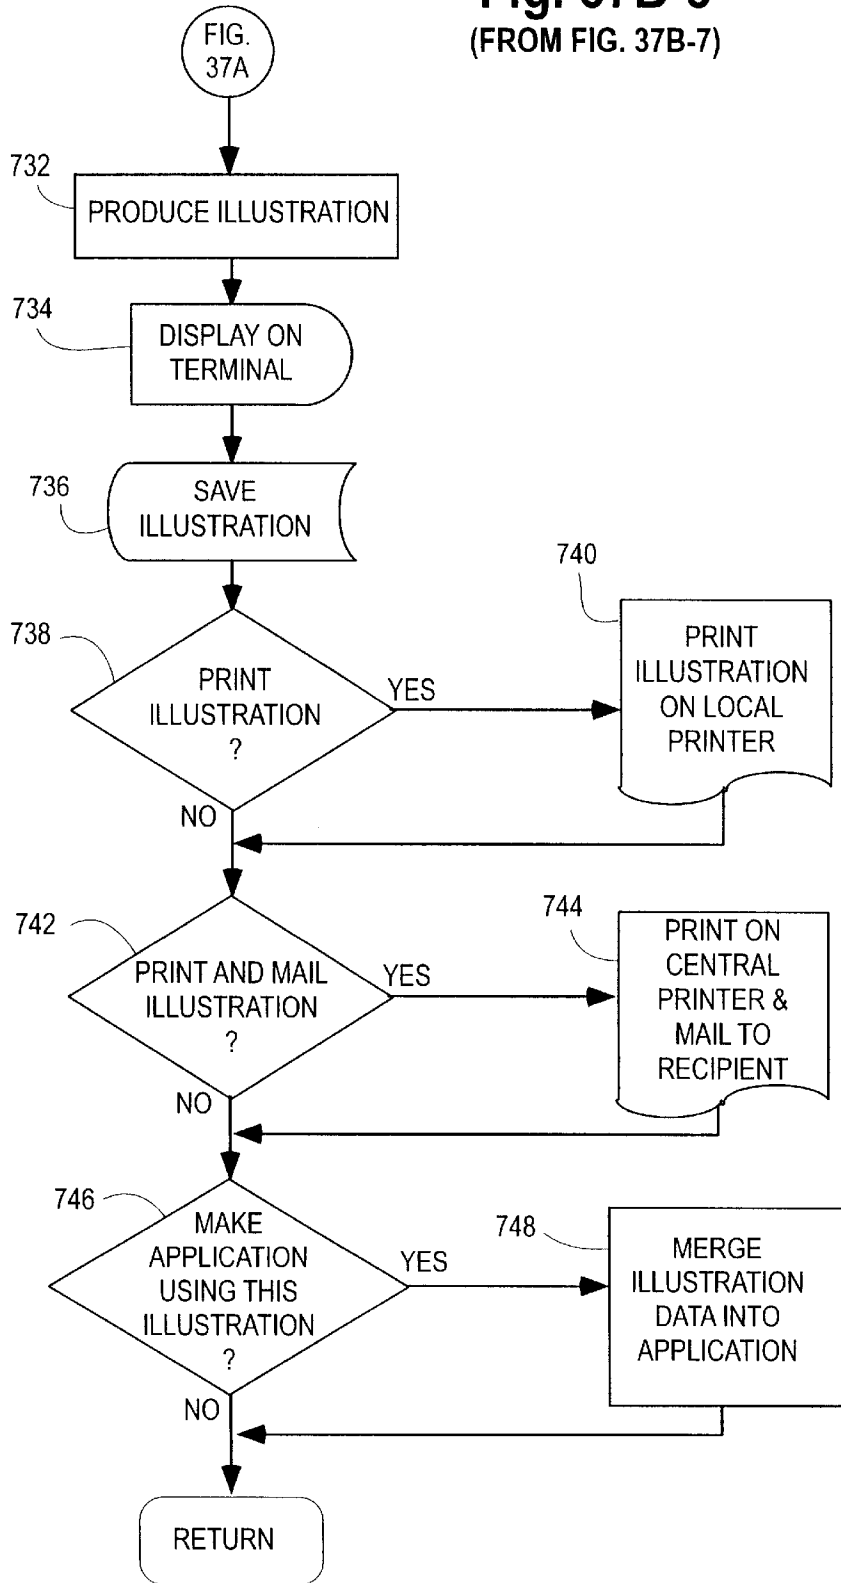 (FROM FIG. 37B-7)
FIG.
37A
732
PRODUCE ILLUSTRATION
734
DISPLAY ON
TERMINAL
736
SAVE
ILLUSTRATION
738
PRINT
ILLUSTRATION
?
YES
NO
740
PRINT
ILLUSTRATION
ON LOCAL
PRINTER
742
PRINT AND MAIL
ILLUSTRATION
?
YES
NO
744
PRINT ON
CENTRAL
PRINTER &
MAIL TO
RECIPIENT
746
MAKE
APPLICATION
USING THIS
ILLUSTRATION
?
YES
NO
748
MERGE
ILLUSTRATION
DATA INTO
APPLICATION
RETURN